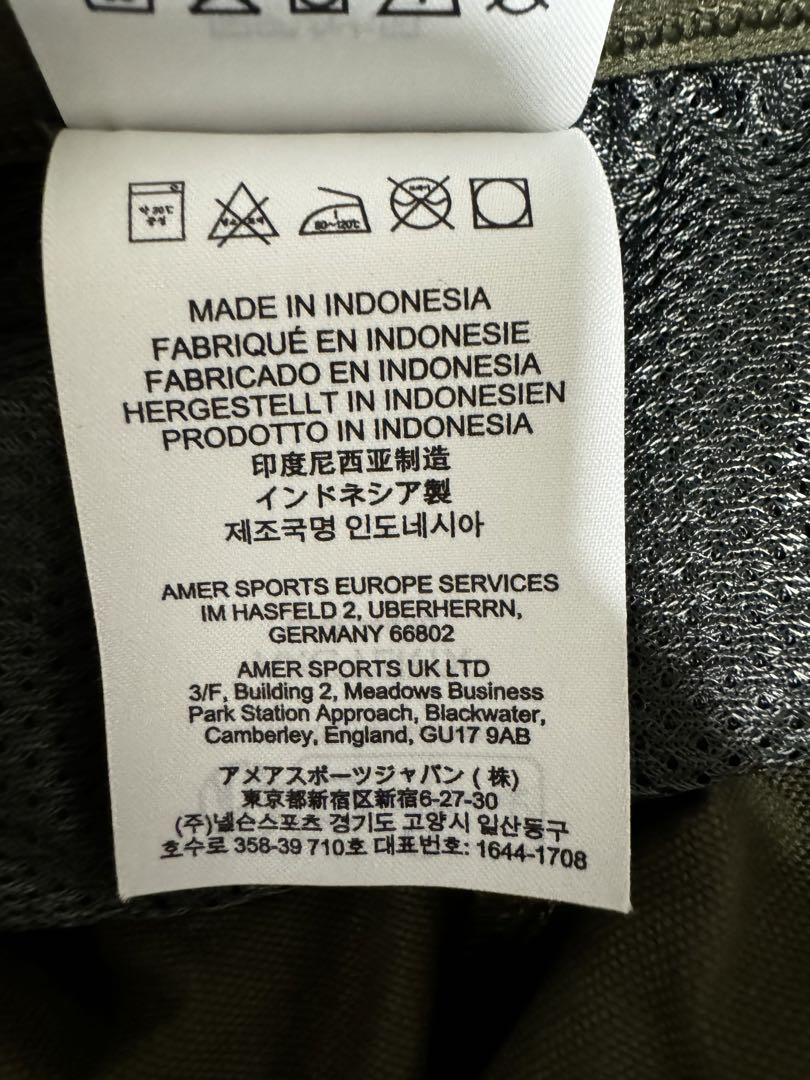 약 30℃
중성
80~120℃
MADE IN INDONESIA
FABRIQUÉ EN INDONESIE
FABRICADO EN INDONESIA
HERGESTELLT IN INDONESIEN
PRODOTTO IN INDONESIA
印度尼西亚制造
インドネシア製
제조국명 인도네시아
AMER SPORTS EUROPE SERVICES
IM HASFELD 2, UBERHERRN,
GERMANY 66802
AMER SPORTS UK LTD
3/F, Building 2, Meadows Business
Park Station Approach, Blackwater,
Camberley, England, GU17 9AB
アメアスポーツジャパン (株)
東京都新宿区新宿6-27-30
(주)넬슨스포츠 경기도 고양시 일산동구
호수로 358-39 710호 대표번호: 1644-1708